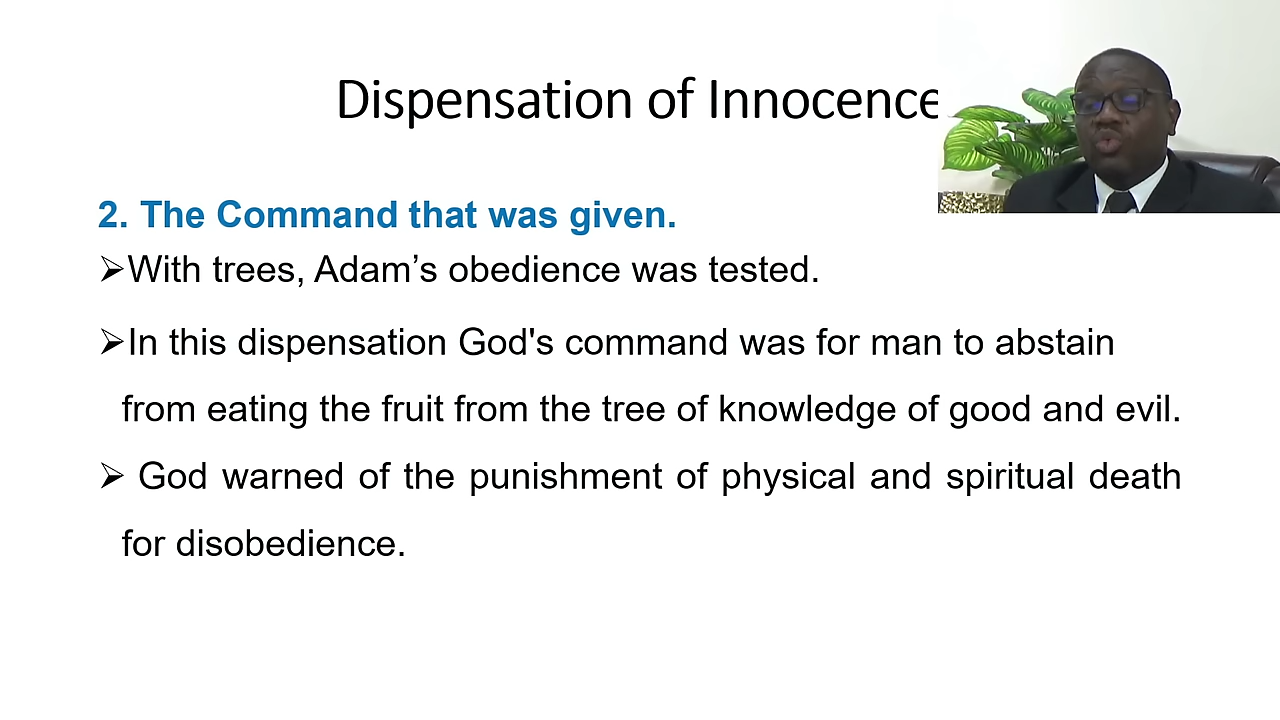 Dispensation of Innocence
2. The Command that was given.
➢With trees, Adam’s obedience was tested.
➢In this dispensation God's command was for man to abstain
from eating the fruit from the tree of knowledge of good and evil.
➢ God warned of the punishment of physical and spiritual death
for disobedience.